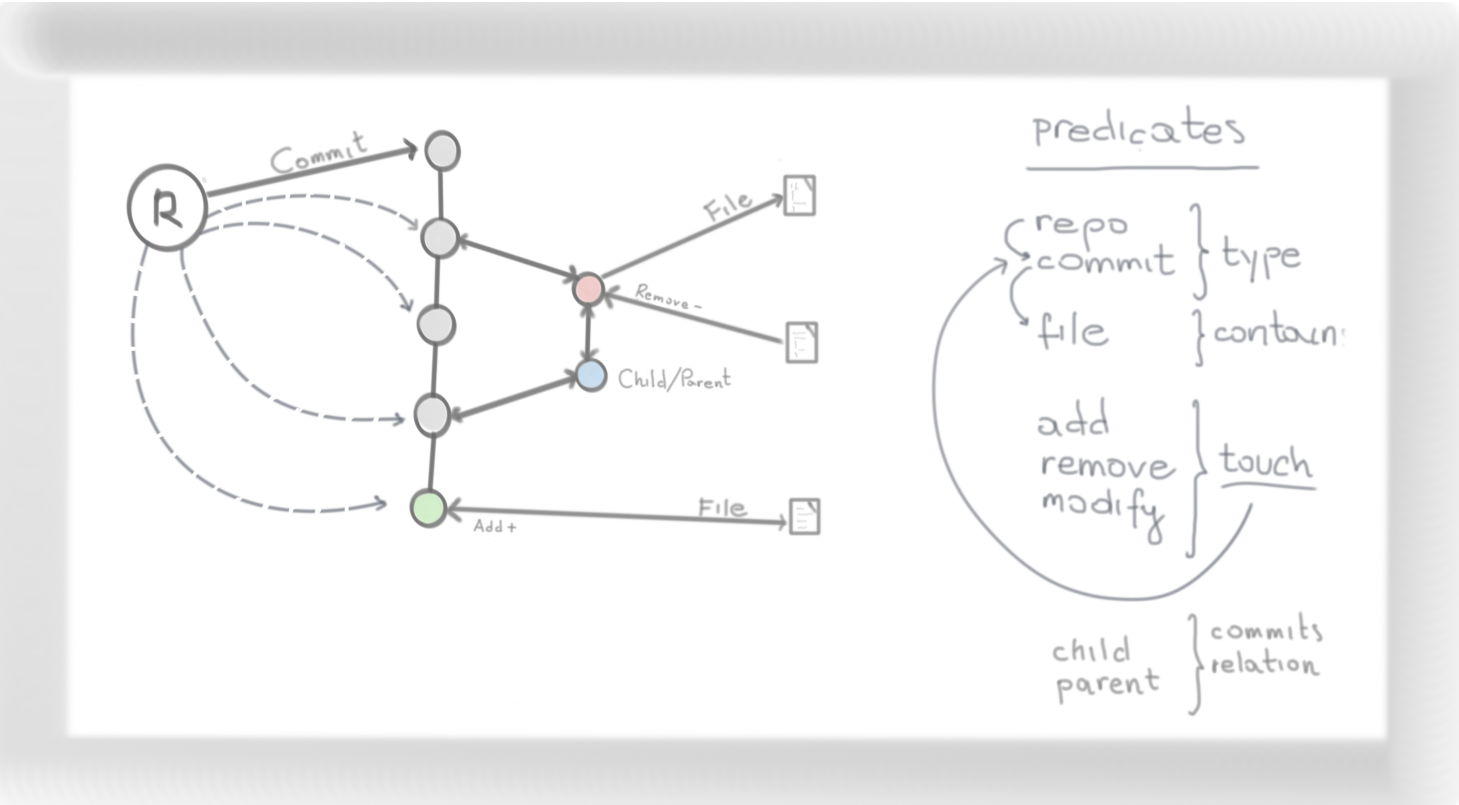 Commit
R
File
Remove -
Child/Parent
File
Add +
predicates
repo
commit
type
file
contain
add
remove
modify
touch
child
parent
commits
relation